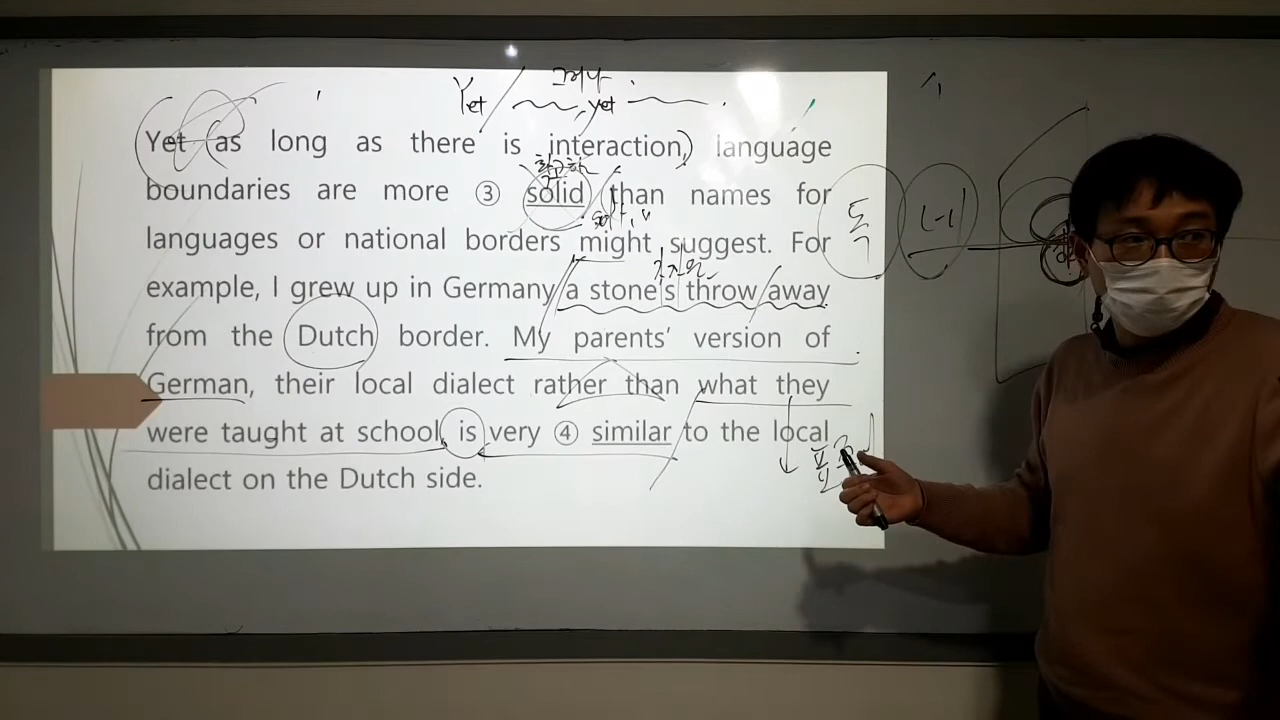 Yet 그러나
yet
Yet as long as there is interaction, language
확고한
boundaries are more ③ solid than names for
languages or national borders might suggest. For
example, I grew up in Germany a stone's throw away
from the Dutch border. My parents' version of
German, their local dialect rather than what they
were taught at school, is very ④ similar to the local
dialect on the Dutch side.